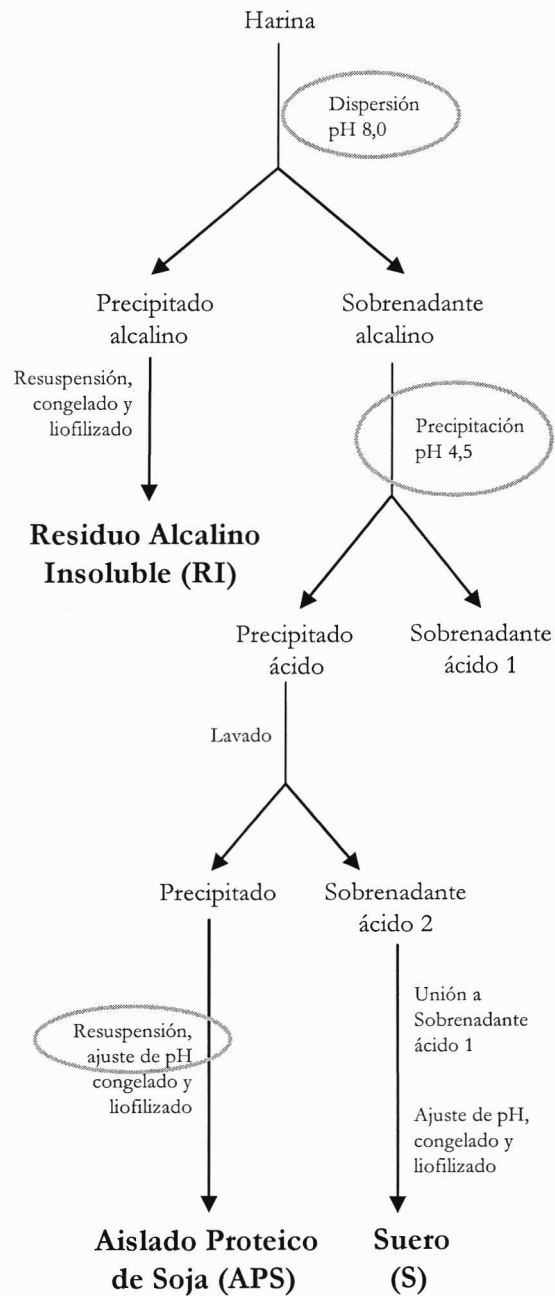 Harina
Dispersión
pH 8,0
Precipitado
alcalino
Sobrenadante
alcalino
Resuspensión,
congelado y
liofilizado
Precipitación
pH 4,5
Residuo Alcalino
Insoluble (RI)
Precipitado
ácido
Sobrenadante
ácido 1
Lavado
Precipitado
Sobrenadante
ácido 2
Resuspensión,
ajuste de pH
congelado y
liofilizado
Unión a
Sobrenadante
ácido 1
Ajuste de pH,
congelado y
liofilizado
Aislado Proteico
de Soja (APS)
Suero
(S)